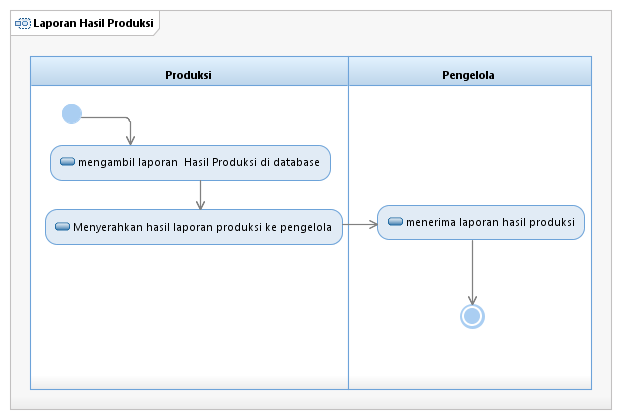 Laporan Hasil Produksi
Produksi
Pengelola
mengambil laporan  Hasil Produksi di database
Menyerahkan hasil laporan produksi ke pengelola
menerima laporan hasil produksi